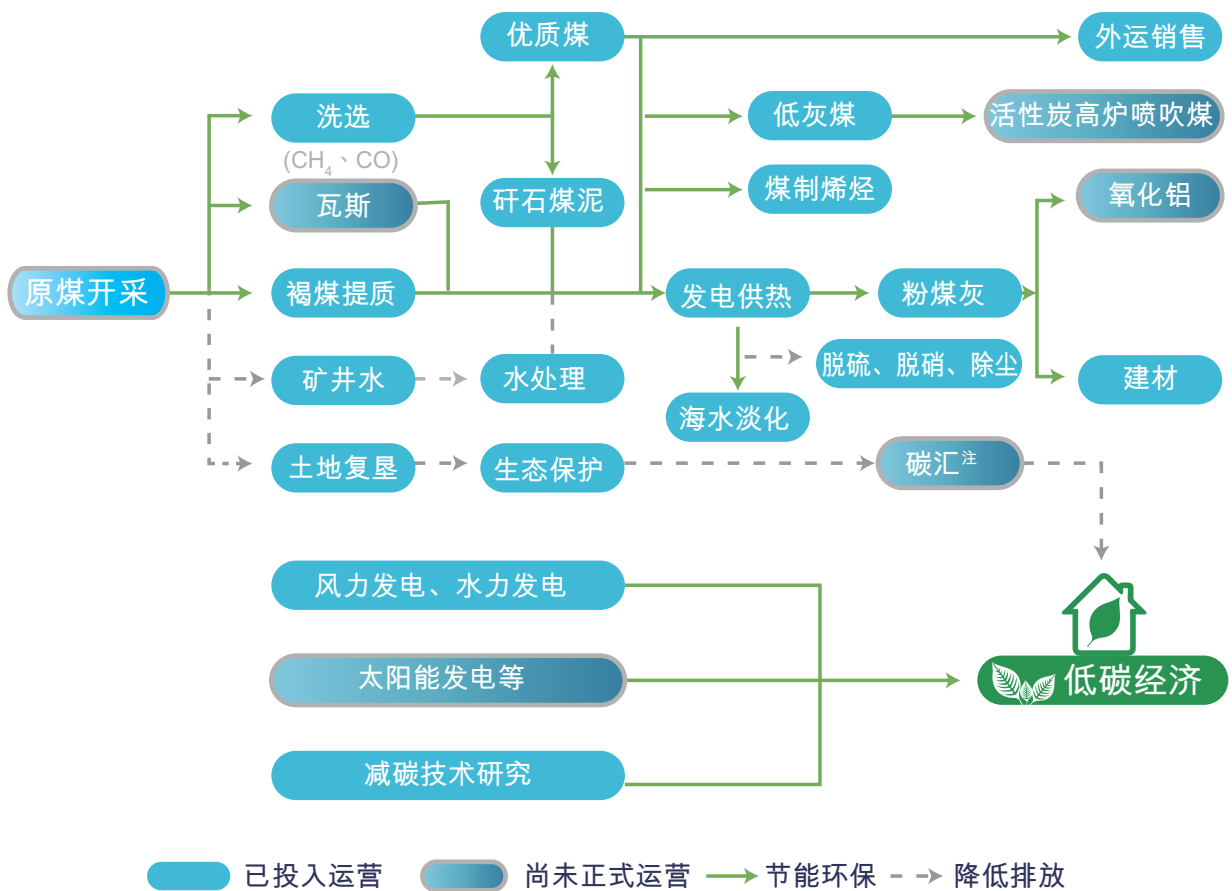 优质煤
外运销售
洗选
低灰煤
活性炭高炉喷吹煤
(CH₄、CO)
瓦斯
矸石煤泥
煤制烯烃
氧化铝
原煤开采
褐煤提质
发电供热
粉煤灰
矿井水
水处理
脱硫、脱硝、除尘
建材
海水淡化
土地复垦
生态保护
碳汇注
风力发电、水力发电
太阳能发电等
低碳经济
减碳技术研究
已投入运营
尚未正式运营
节能环保
降低排放